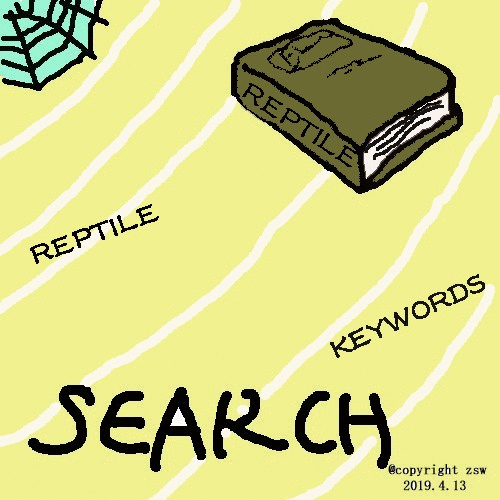 REPTILE
REPTILE
KEYWORDS
SEARCH
@copyright zsw
2019.4.13